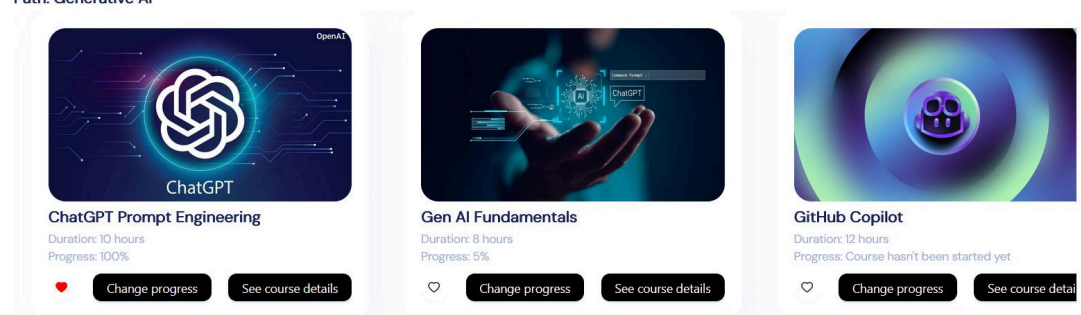 Path: Generative AI
OpenAI
ChatGPT
ChatGPT Prompt Engineering
Duration: 10 hours
Progress: 100%
Change progress
See course details
Command Prompt :
Ai
ChatGPT
Gen AI Fundamentals
Duration: 8 hours
Progress: 5%
Change progress
See course details
GitHub Copilot
Duration: 12 hours
Progress: Course hasn't been started yet
Change progress
See course detai